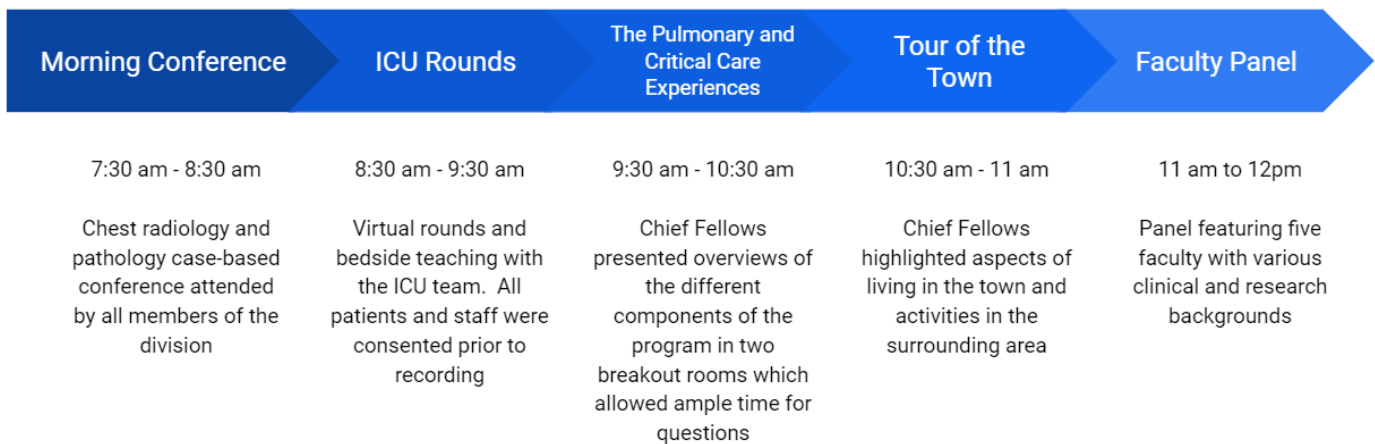 Morning Conference
ICU Rounds
The Pulmonary and
Critical Care
Experiences
Tour of the
Town
Faculty Panel
7:30 am - 8:30 am
Chest radiology and
pathology case-based
conference attended
by all members of the
division
8:30 am - 9:30 am
Virtual rounds and
bedside teaching with
the ICU team.  All
patients and staff were
consented prior to
recording
9:30 am - 10:30 am
Chief Fellows
presented overviews of
the different
components of the
program in two
breakout rooms which
allowed ample time for
questions
10:30 am - 11 am
Chief Fellows
highlighted aspects of
living in the town and
activities in the
surrounding area
11 am to 12pm
Panel featuring five
faculty with various
clinical and research
backgrounds